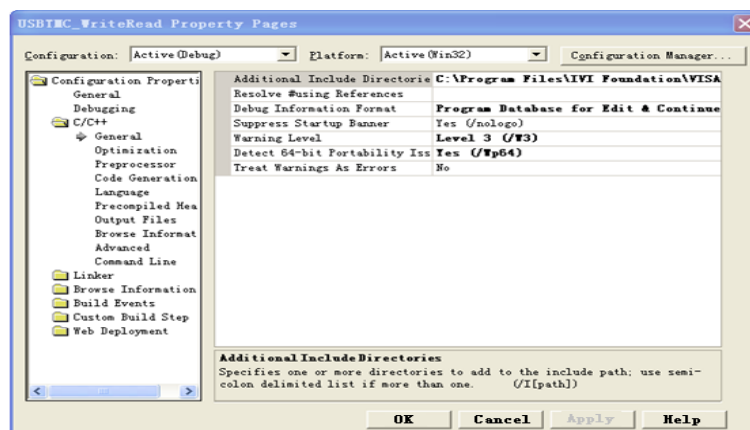 USBTMC_WriteRead Property Pages
Configuration: Active(Debug) Platform: Active(Win32) Configuration Manager...
Configuration Properti
General
Debugging
C/C++
General
Optimization
Preprocessor
Code Generation
Language
Precompiled Hea
Output Files
Browse Informat
Advanced
Command Line
Linker
Browse Information
Build Events
Custom Build Step
Web Deployment
Additional Include Directorie C:\Program Files\IVI Foundation\VISA
Resolve #using References
Debug Information Format Program Database for Edit & Continue
Suppress Startup Banner Yes (/nologo)
Warning Level Level 3 (/W3)
Detect 64-bit Portability Iss Yes (/Wp64)
Treat Warnings As Errors No
Additional Include Directories
Specifies one or more directories to add to the include path; use semi-
colon delimited list if more than one. (/I[path])
OK Cancel Apply Help